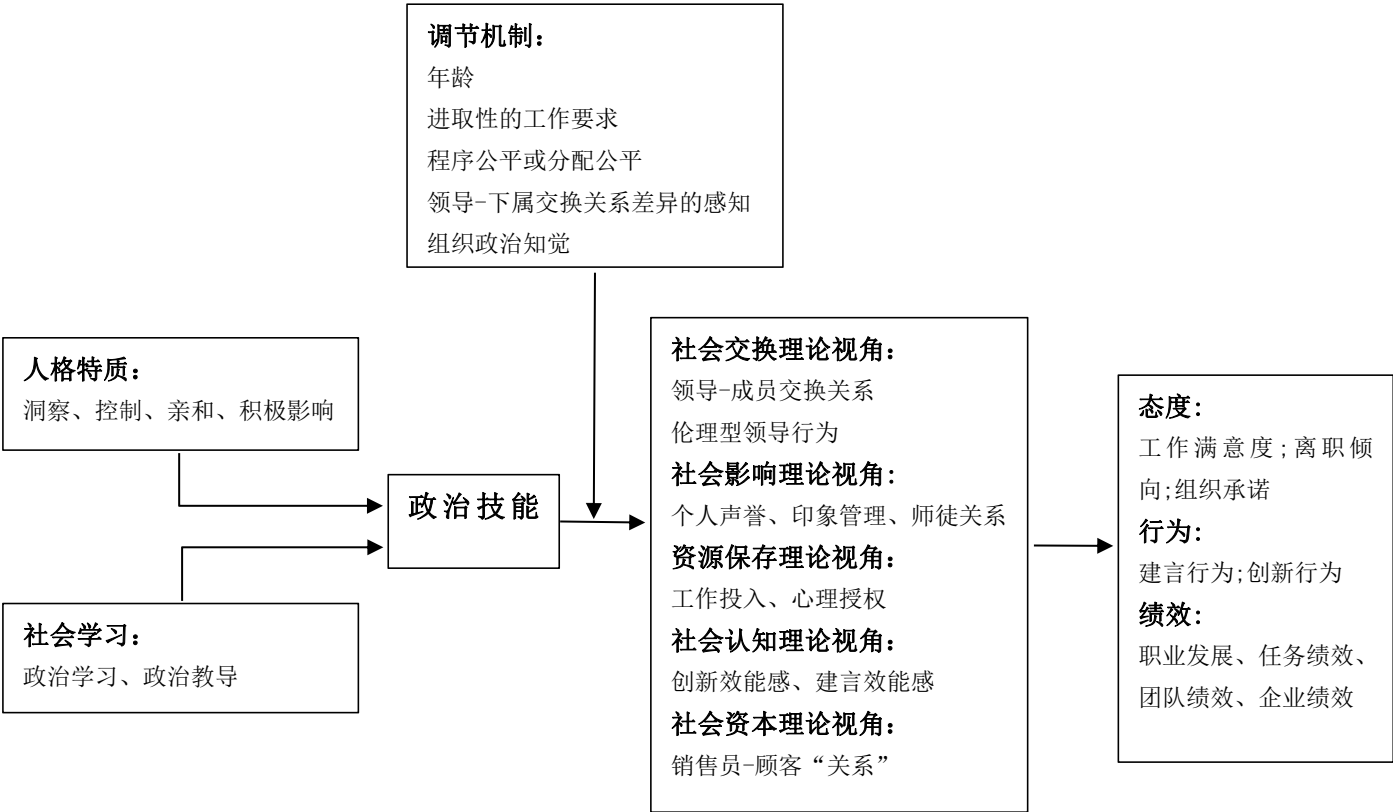 调节机制：
年龄
进取性的工作要求
程序公平或分配公平
领导-下属交换关系差异的感知
组织政治知觉
人格特质：
洞察、控制、亲和、积极影响
政治技能
社会学习：
政治学习、政治教导
社会交换理论视角：
领导-成员交换关系
伦理型领导行为
社会影响理论视角:
个人声誉、印象管理、师徒关系
资源保存理论视角：
工作投入、心理授权
社会认知理论视角：
创新效能感、建言效能感
社会资本理论视角：
销售员-顾客“关系”
态度:
工作满意度;离职倾
向;组织承诺
行为:
建言行为;创新行为
绩效:
职业发展、任务绩效、
团队绩效、企业绩效